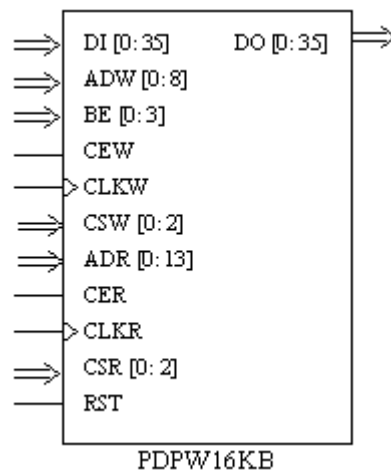 DI [0:35] DO [0:35]
ADW [0:8]
BE [0:3]
CEW
CLKW
CSW [0:2]
ADR [0:13]
CER
CLKR
CSR [0:2]
RST
PDPW16KB